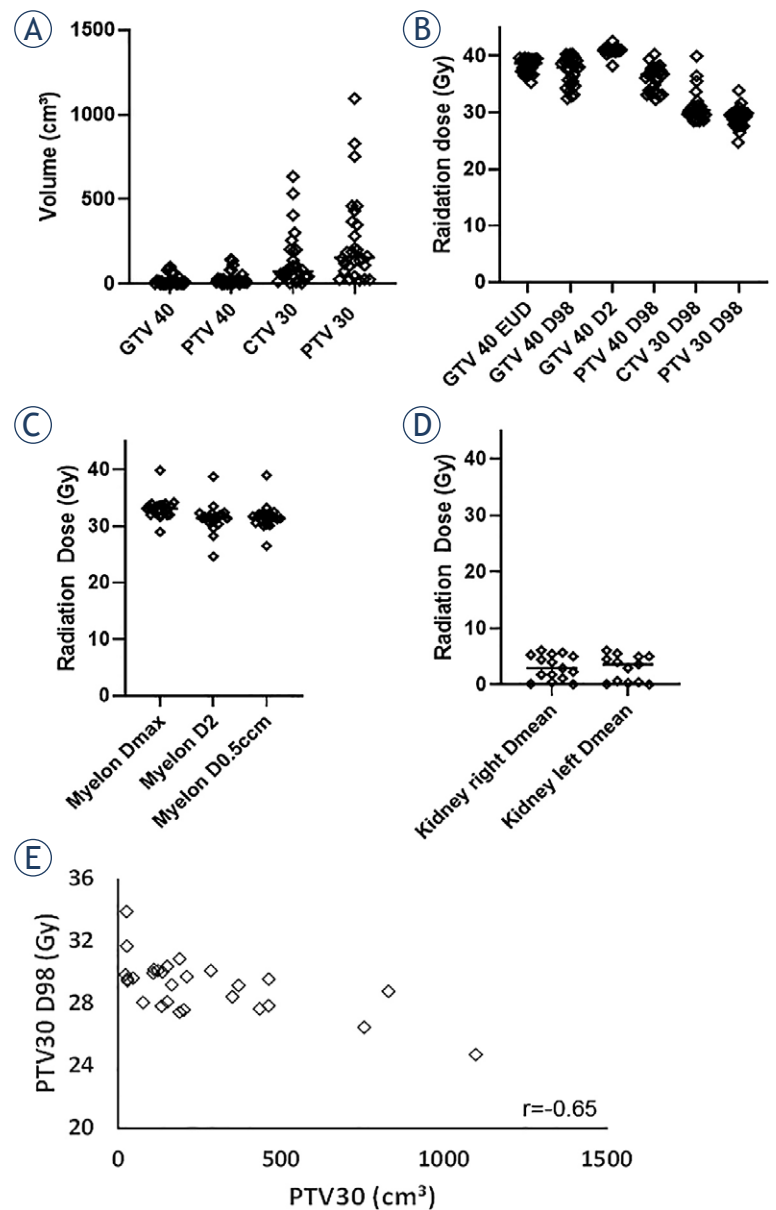 A
Volume (cm³)
1500
1000
500
0
GTV 40
PTV 40
CTV 30
PTV 30
B
Raidation dose (Gy)
40
30
20
10
0
GTV 40 EUD
GTV 40 D98
GTV 40 D2
PTV 40 D98
CTV 30 D98
PTV 30 D98
C
Radiation Dose (Gy)
40
30
20
10
0
Myelon Dmax
Myelon D2
Myelon D0.5ccm
D
Radiation Dose (Gy)
40
30
20
10
0
Kidney right Dmean
Kidney left Dmean
E
PTV30 D98 (Gy)
36
32
28
24
20
r=-0.65
0 500 1000 1500
PTV30 (cm³)